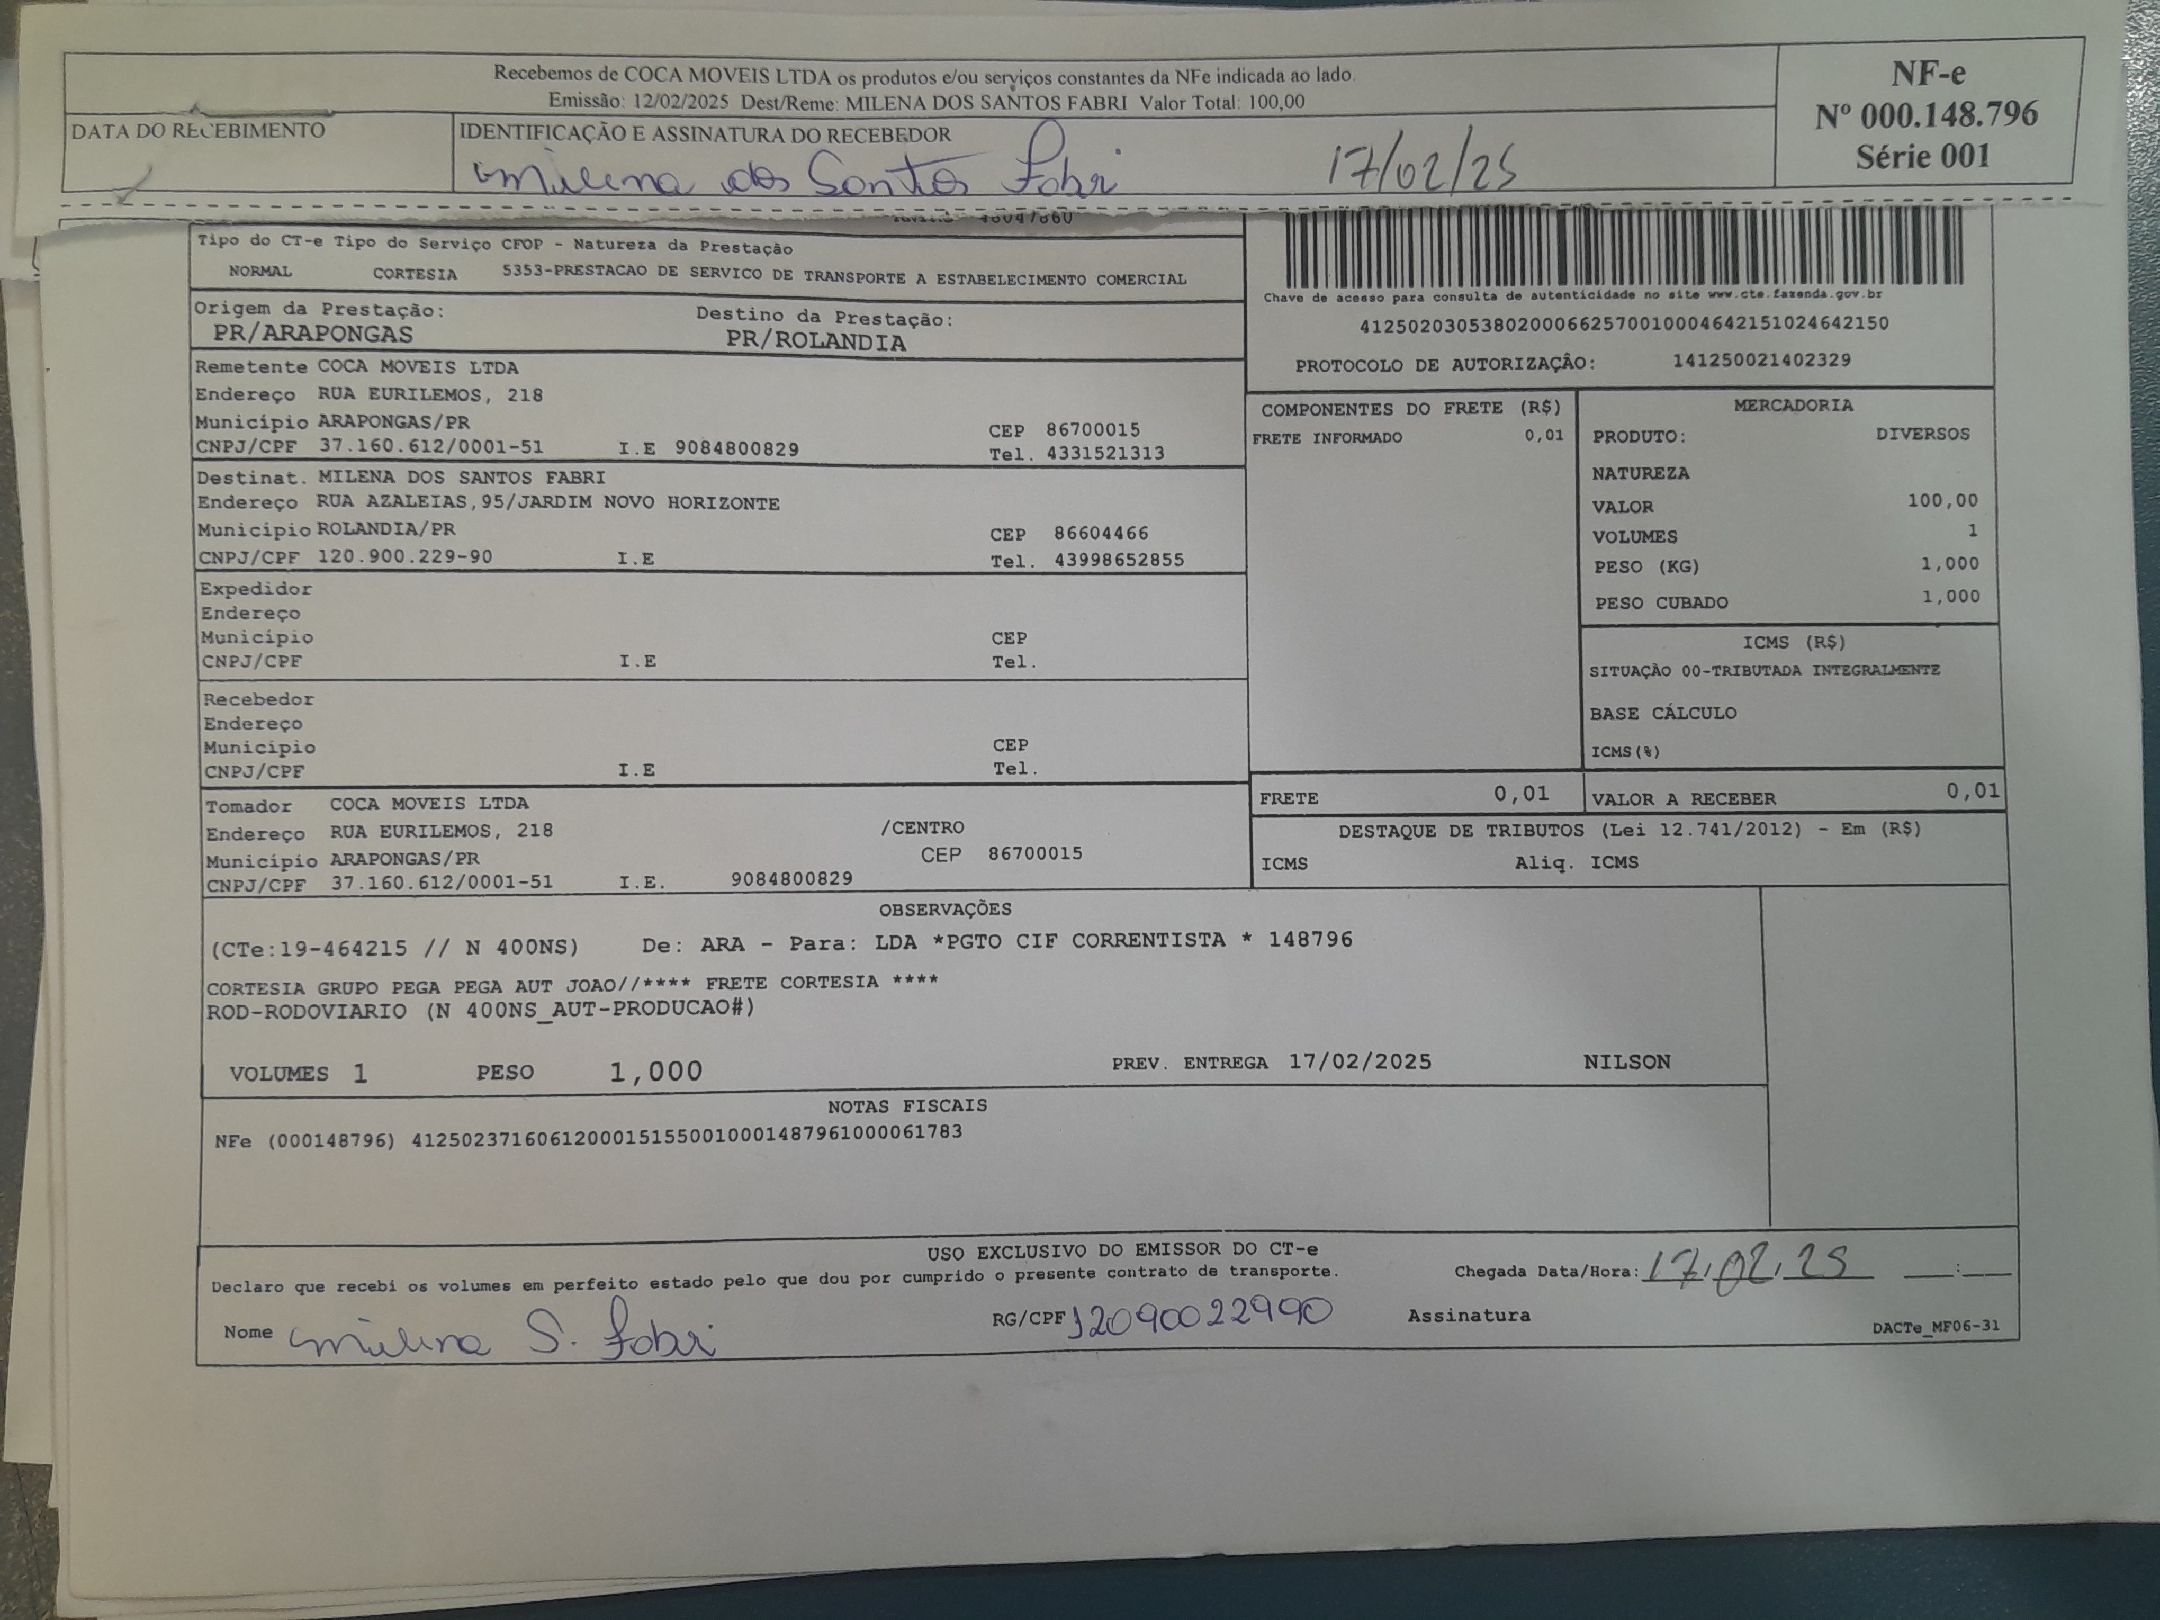 Recebemos de COCA MOVEIS LTDA os produtos e/ou serviços constantes da NFe indicada ao lado.
Emissão: 12/02/2025 Dest/Reme: MILENA DOS SANTOS FABRI Valor Total: 100,00
NF-e
Nº 000.148.796
Série 001
DATA DO RECEBIMENTO
IDENTIFICAÇÃO E ASSINATURA DO RECEBEDOR
Milena dos Santos Fabri 17/02/25
Tipo do CT-e Tipo do Serviço CFOP - Natureza da Prestação
NORMAL CORTESIA 5353-PRESTACAO DE SERVICO DE TRANSPORTE A ESTABELECIMENTO COMERCIAL
Chave de acesso para consulta de autenticidade no site www.cte.fazenda.gov.br
41250203053802000662570010004642151024642150
PROTOCOLO DE AUTORIZAÇÃO: 141250021402329
Origem da Prestação: Destino da Prestação:
PR/ARAPONGAS PR/ROLANDIA
Remetente COCA MOVEIS LTDA
Endereço RUA EURILEMOS, 218
Município ARAPONGAS/PR CEP 86700015
CNPJ/CPF 37.160.612/0001-51 I.E 9084800829 Tel. 4331521313
Destinat. MILENA DOS SANTOS FABRI
Endereço RUA AZALEIAS,95/JARDIM NOVO HORIZONTE
Município ROLANDIA/PR CEP 86604466
CNPJ/CPF 120.900.229-90 I.E Tel. 43998652855
Expedidor
Endereço
Município CEP
CNPJ/CPF I.E Tel.
Recebedor
Endereço
Município CEP
CNPJ/CPF I.E Tel.
Tomador COCA MOVEIS LTDA
Endereço RUA EURILEMOS, 218 /CENTRO
Município ARAPONGAS/PR CEP 86700015
CNPJ/CPF 37.160.612/0001-51 I.E. 9084800829
COMPONENTES DO FRETE (R$)
FRETE INFORMADO 0,01
MERCADORIA
PRODUTO: DIVERSOS
NATUREZA
VALOR 100,00
VOLUMES 1
PESO (KG) 1,000
PESO CUBADO 1,000
ICMS (R$)
SITUAÇÃO 00-TRIBUTADA INTEGRALMENTE
BASE CÁLCULO
ICMS(%)
FRETE 0,01 VALOR A RECEBER 0,01
DESTAQUE DE TRIBUTOS (Lei 12.741/2012) - Em (R$)
ICMS Aliq. ICMS
OBSERVAÇÕES
(CTe:19-464215 // N 400NS) De: ARA - Para: LDA *PGTO CIF CORRENTISTA * 148796
CORTESIA GRUPO PEGA PEGA AUT JOAO//**** FRETE CORTESIA ****
ROD-RODOVIARIO (N 400NS_AUT-PRODUCAO#)
VOLUMES 1 PESO 1,000 PREV. ENTREGA 17/02/2025 NILSON
NOTAS FISCAIS
NFe (000148796) 41250237160612000151550010001487961000061783
USO EXCLUSIVO DO EMISSOR DO CT-e
Declaro que recebi os volumes em perfeito estado pelo que dou por cumprido o presente contrato de transporte. Chegada Data/Hora: 17.02.25 __:__
Nome Milena S. Fabri RG/CPF 12090022990 Assinatura
DACTe_MF06-31